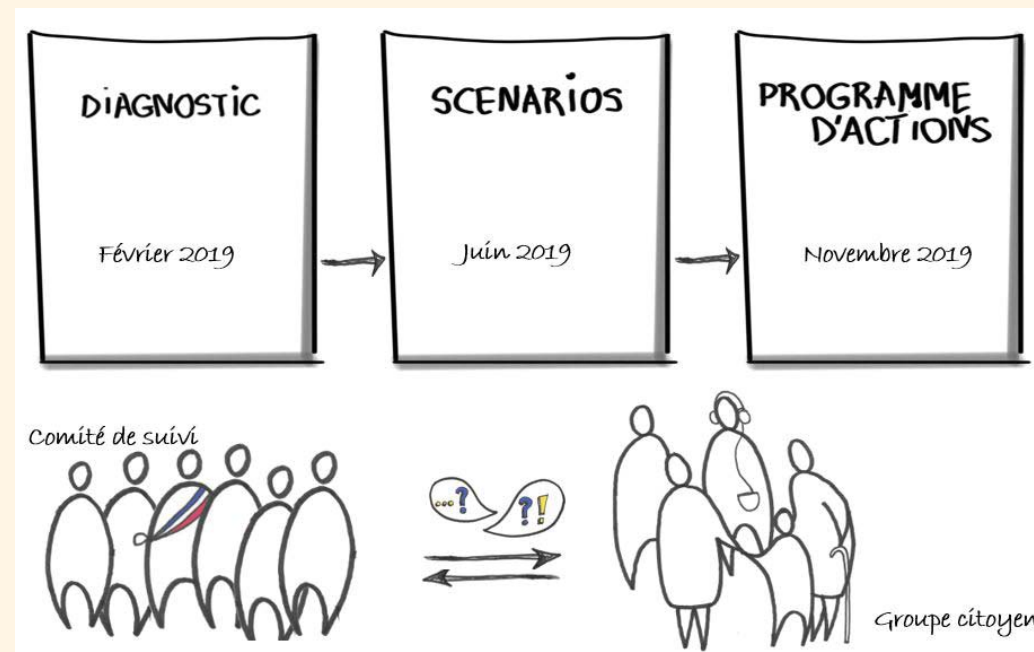 DiAGNOSTiC
Février 2019
SCENARiOS
Juin 2019
PROGRAMME
D'ACTIONS
Novembre 2019
Comité de suivi
...?
?!
Groupe citoyen